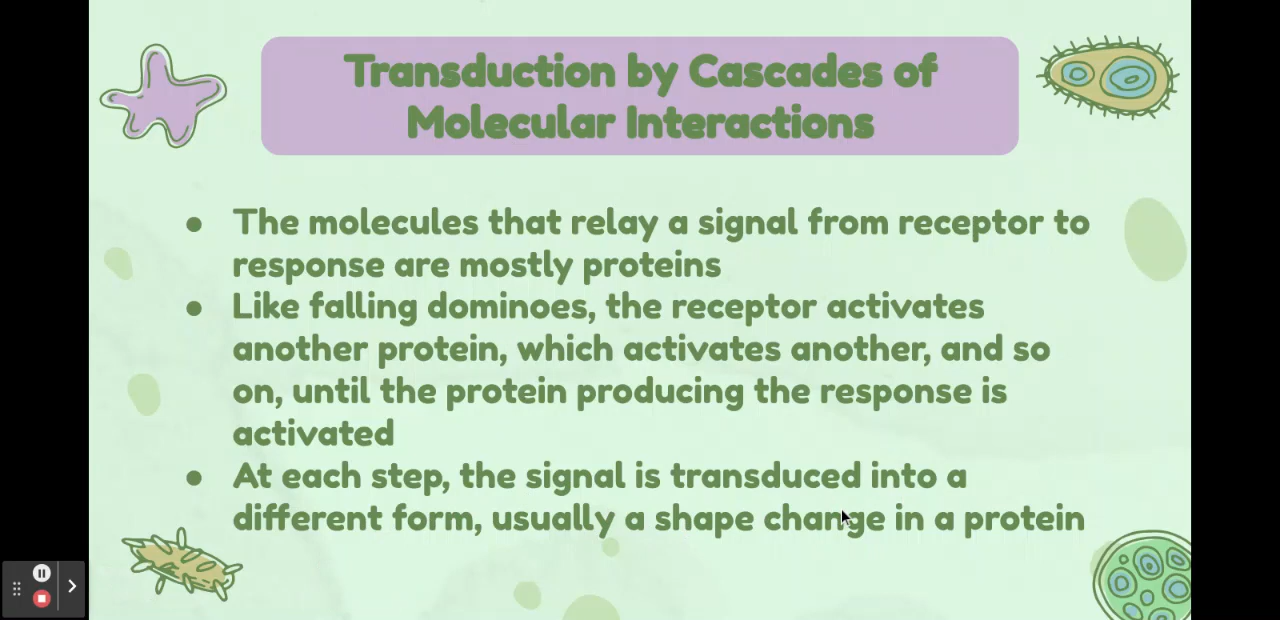 Transduction by Cascades of
Molecular Interactions
● The molecules that relay a signal from receptor to
response are mostly proteins
● Like falling dominoes, the receptor activates
another protein, which activates another, and so
on, until the protein producing the response is
activated
● At each step, the signal is transduced into a
different form, usually a shape change in a protein